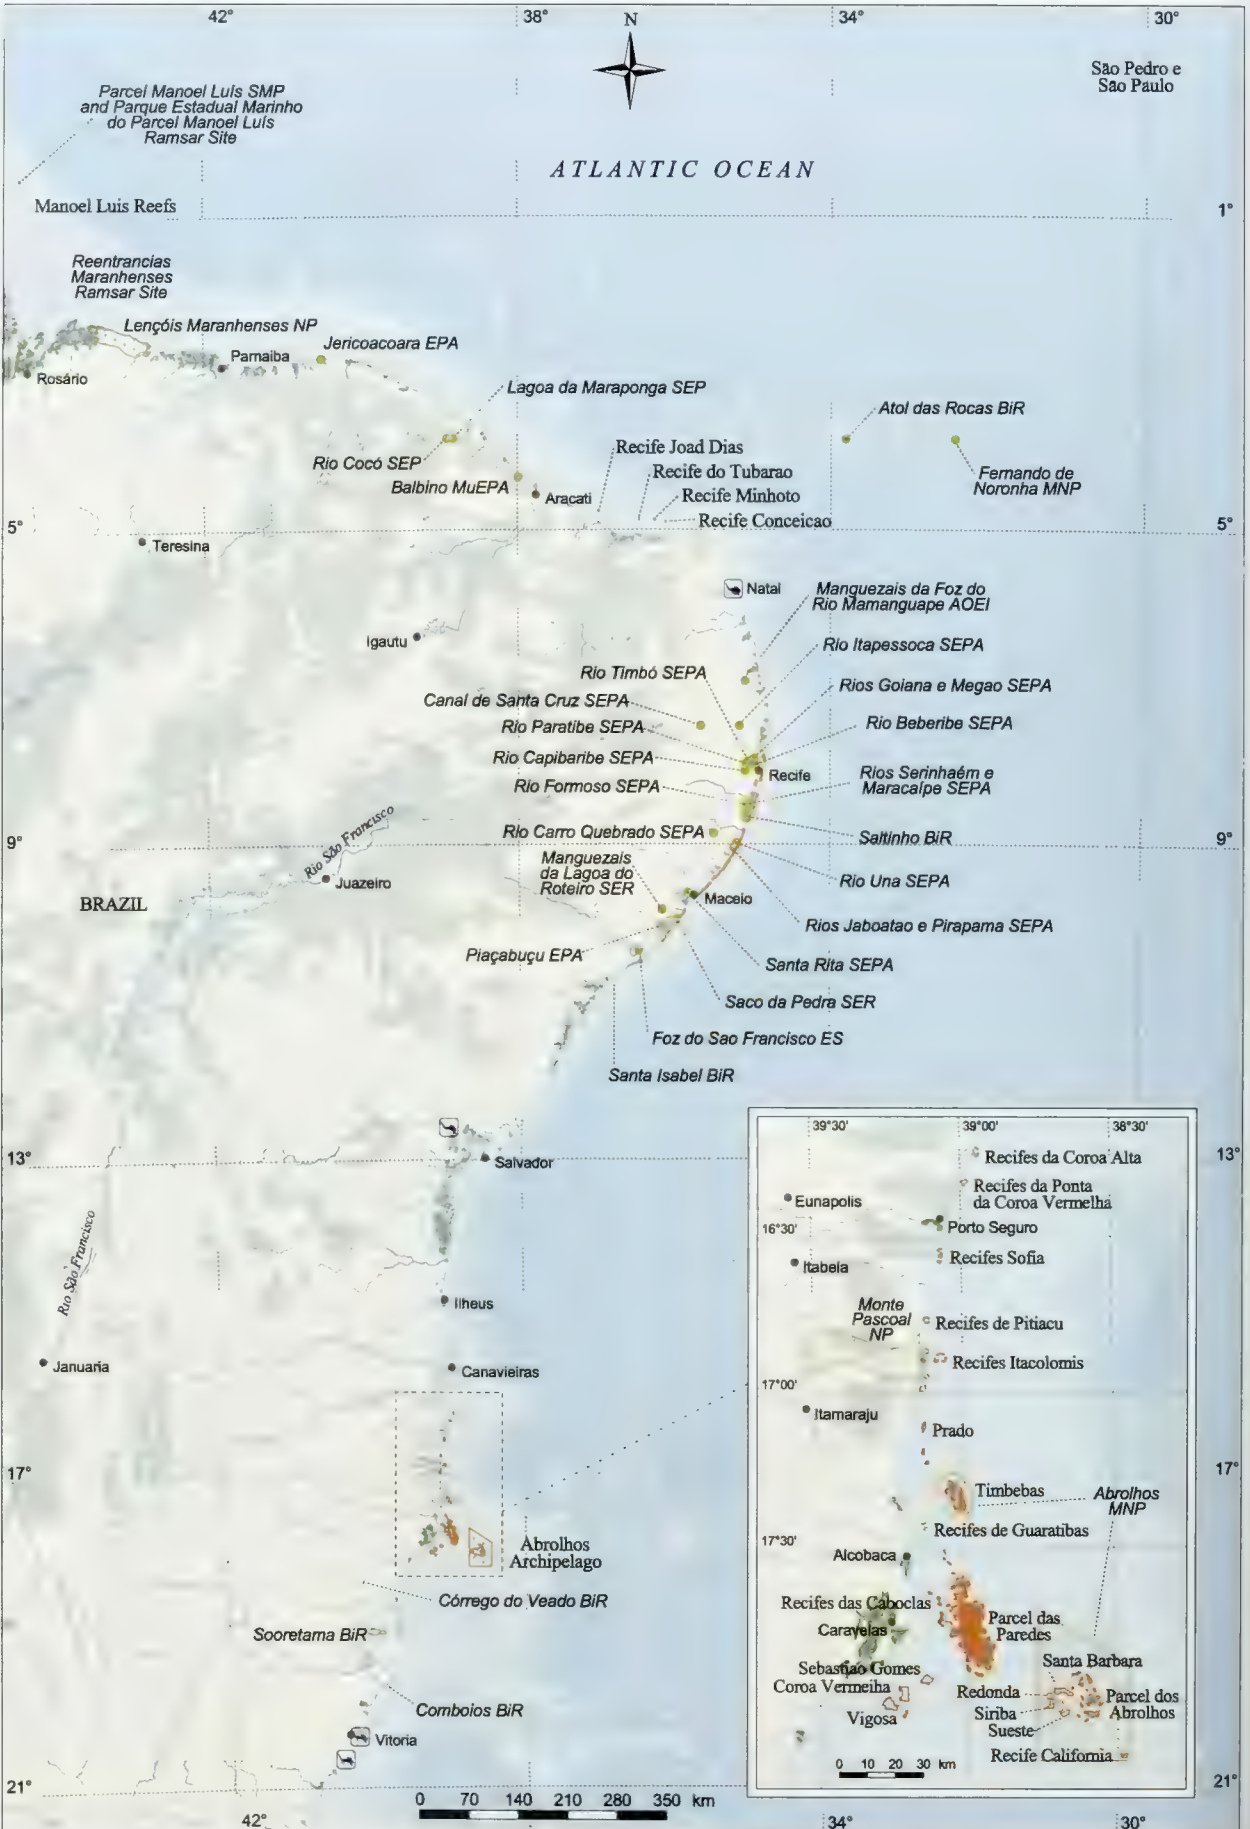 42°
38°
N
34°
30°
São Pedro e
São Paulo
Parcel Manoel Luís SMP
and Parque Estadual Marinho
do Parcel Manoel Luís
Ramsar Site
ATLANTIC OCEAN
Manoel Luis Reefs
1°
Reentrancias
Maranhenses
Ramsar Site
Lençóis Maranhenses NP
Jericoacoara EPA
Parnaiba
Rosário
Lagoa da Maraponga SEP
Atol das Rocas BiR
Rio Cocó SEP
Recife Joad Dias
Recife do Tubarao
Fernando de
Noronha MNP
Balbino MuEPA
Aracati
Recife Minhoto
Recife Conceicao
5°
5°
Teresina
Natal
Manguezais da Foz do
Rio Mamanguape AOEI
Igautu
Rio Itapessoca SEPA
Rio Timbó SEPA
Rios Goiana e Megao SEPA
Canal de Santa Cruz SEPA
Rio Paratibe SEPA
Rio Beberibe SEPA
Rio Capibaribe SEPA
Recife
Rio Formoso SEPA
Rios Serinhaém e
Maracaípe SEPA
Rio São Francisco
Rio Carro Quebrado SEPA
Saltinho BiR
9°
9°
Manguezais
da Lagoa do
Roteiro SER
Juazeiro
Rio Una SEPA
BRAZIL
Maceio
Rios Jaboatao e Pirapama SEPA
Piaçabuçu EPA
Santa Rita SEPA
Saco da Pedra SER
Foz do Sao Francisco ES
Santa Isabel BiR
13°
13°
Salvador
Rio São Francisco
Ilheus
Januaria
Canavieiras
17°
17°
Abrolhos
Archipelago
Córrego do Veado BiR
Sooretama BiR
Comboios BiR
Vitoria
21°
21°
0 70 140 210 280 350 km
42°
34°
30°
39°30'
39°00'
38°30'
Recifes da Coroa Alta
Eunapolis
Recifes da Ponta
da Coroa Vermelha
16°30'
Porto Seguro
Itabela
Recifes Sofia
Monte
Pascoal
NP
Recifes de Pitiacu
Recifes Itacolomis
17°00'
Itamaraju
Prado
Timbebas
Abrolhos
MNP
Recifes de Guaratibas
17°30'
Alcobaca
Recifes das Caboclas
Caravelas
Parcel das
Paredes
Sebastiao Gomes
Santa Barbara
Coroa Vermeiha
Redonda
Parcel dos
Abrolhos
Vigosa
Siriba
Sueste
Recife California
0 10 20 30 km